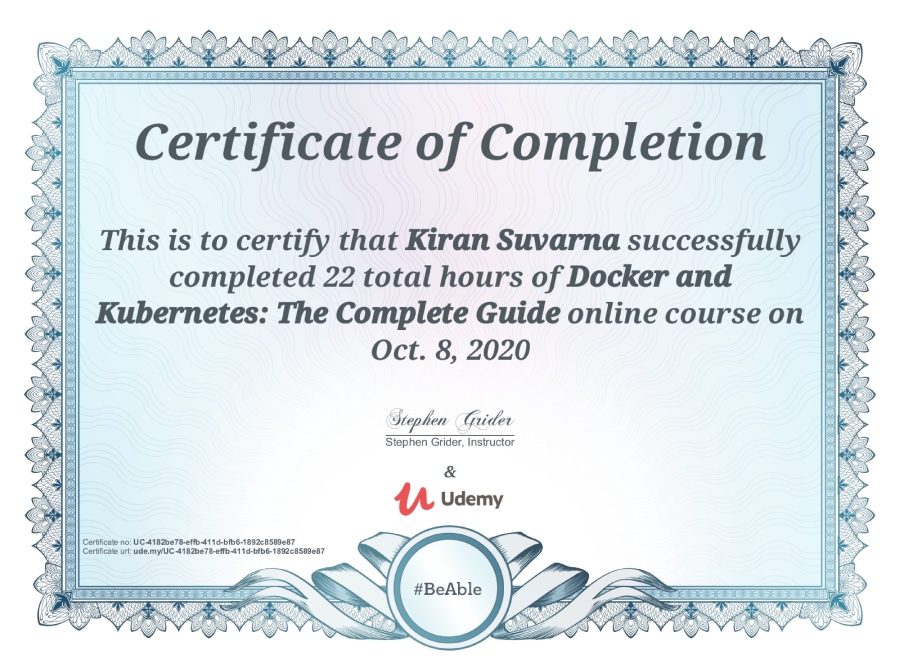 Certificate of Completion
This is to certify that Kiran Suvarna successfully
completed 22 total hours of Docker and
Kubernetes: The Complete Guide online course on
Oct. 8, 2020
Stephen Grider
Stephen Grider, Instructor
&
Udemy
Certificate no: UC-4182be78-effb-411d-bfb6-1892c8589e87
Certificate url: ude.my/UC-4182be78-effb-411d-bfb6-1892c8589e87
#BeAble